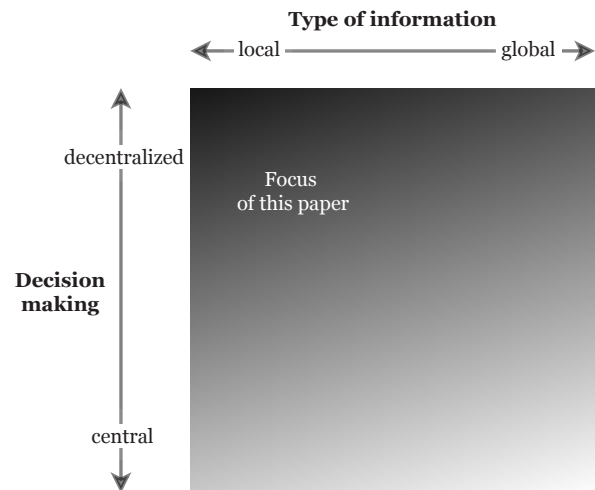 Type of information
local
global
decentralized
Focus
of this paper
Decision
making
central